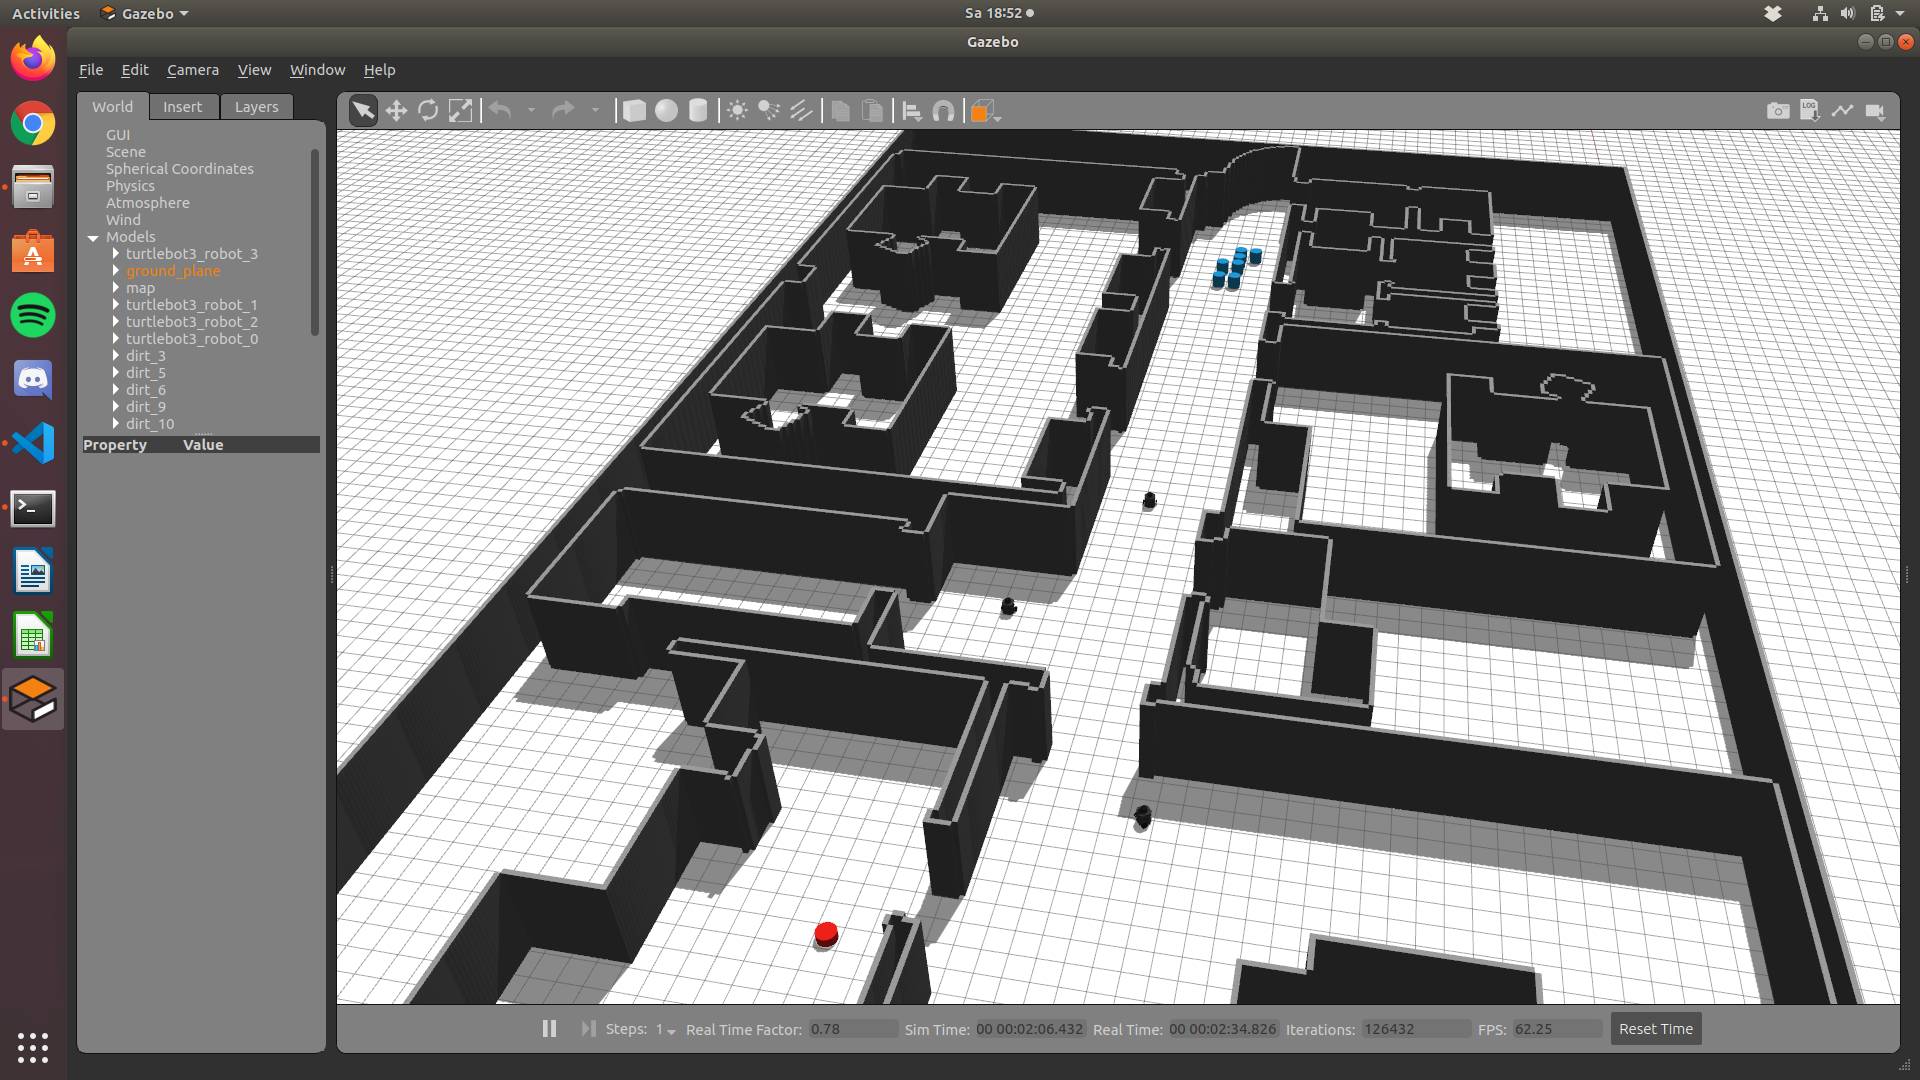 Activities
Gazebo
Sa 18:52
Gazebo
File Edit Camera View Window Help
World Insert Layers
LOG
GUI
Scene
Spherical Coordinates
Physics
Atmosphere
Wind
Models
turtlebot3_robot_3
ground_plane
map
turtlebot3_robot_1
turtlebot3_robot_2
turtlebot3_robot_0
dirt_3
dirt_5
dirt_6
dirt_9
dirt_10
Property Value
Steps: 1 Real Time Factor: 0.78 Sim Time: 00 00:02:06.432 Real Time: 00 00:02:34.826 Iterations: 126432 FPS: 62.25 Reset Time